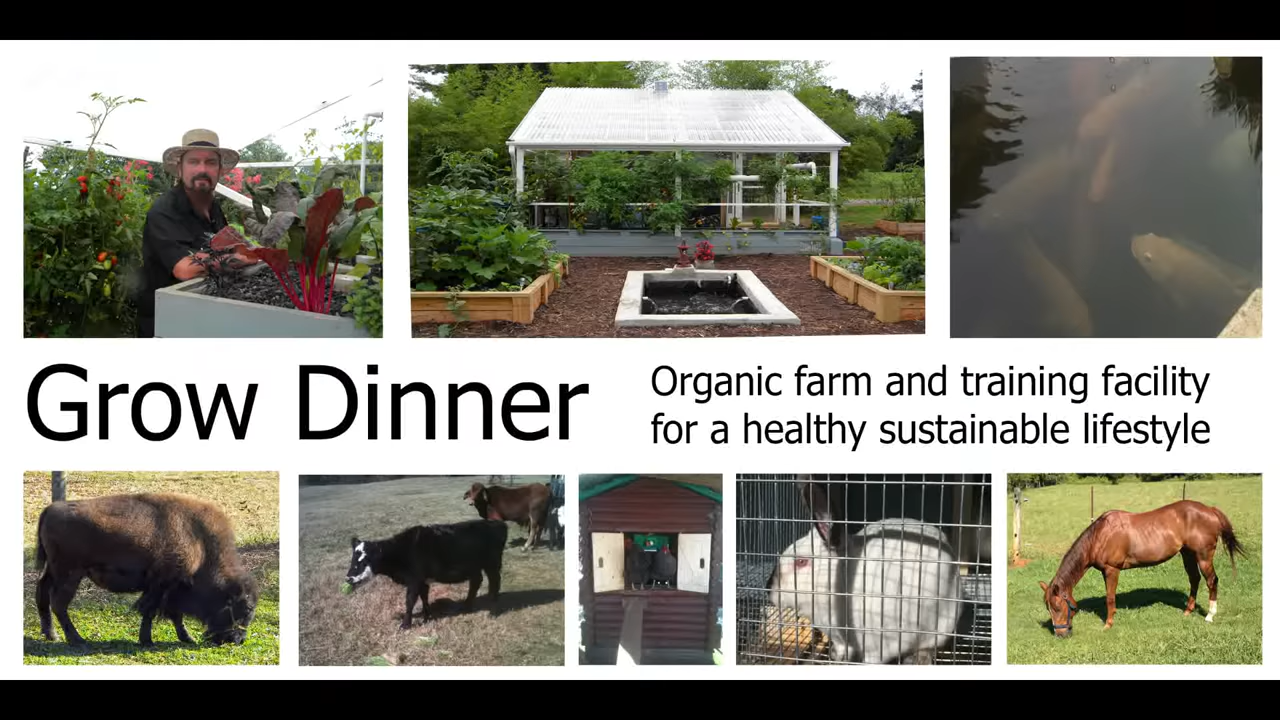 Grow Dinner
Organic farm and training facility
for a healthy sustainable lifestyle